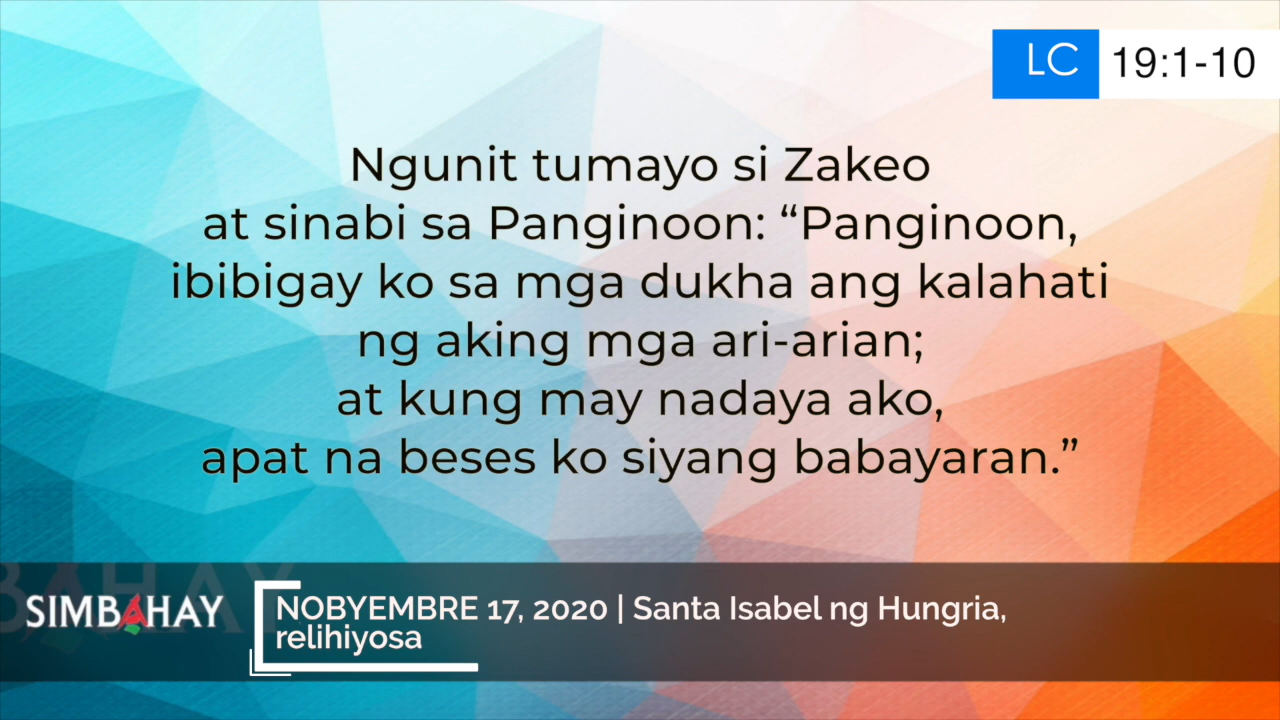 LC 19:1-10
Ngunit tumayo si Zakeo
at sinabi sa Panginoon: “Panginoon,
ibibigay ko sa mga dukha ang kalahati
ng aking mga ari-arian;
at kung may nadaya ako,
apat na beses ko siyang babayaran.”
SIMBAHAY
NOBYEMBRE 17, 2020 | Santa Isabel ng Hungria,
relihiyosa